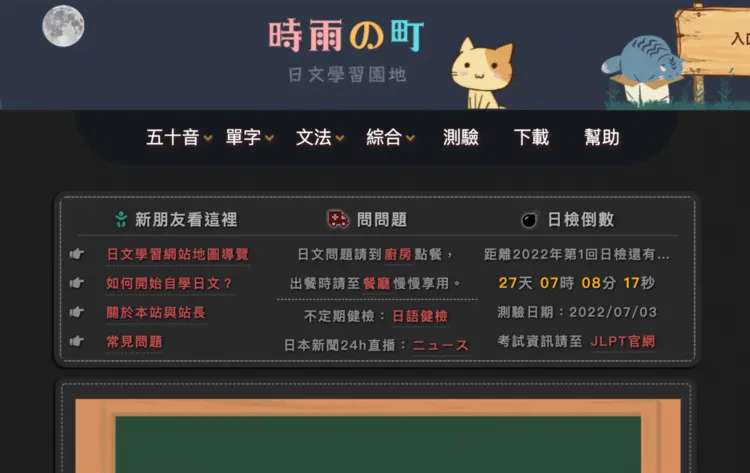 時雨の町
日文學習園地
五十音 單字 文法 綜合 測驗 下載 幫助
新朋友看這裡
日文學習網站地圖導覽
如何開始自學日文？
關於本站與站長
常見問題
問問題
日文問題請到 廚房 點餐，
出餐時請至 餐廳 慢慢享用。
不定期健檢： 日語健檢
日本新聞24h直播： ニュース
日檢倒數
距離2022年第1回日檢還有...
27天 07時 08分 17秒
測驗日期：2022/07/03
考試資訊請至 JLPT官網